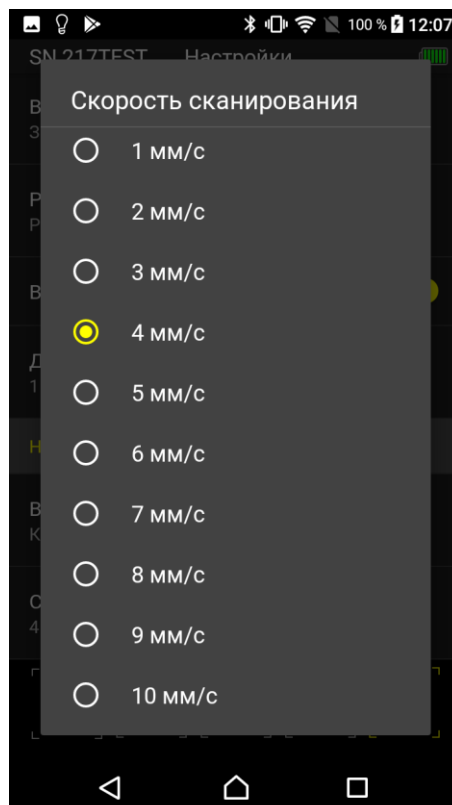 100 % 12:07
SN 217TEST Настройки
Скорость сканирования
1 мм/с
2 мм/с
3 мм/с
4 мм/с
5 мм/с
6 мм/с
7 мм/с
8 мм/с
9 мм/с
10 мм/с